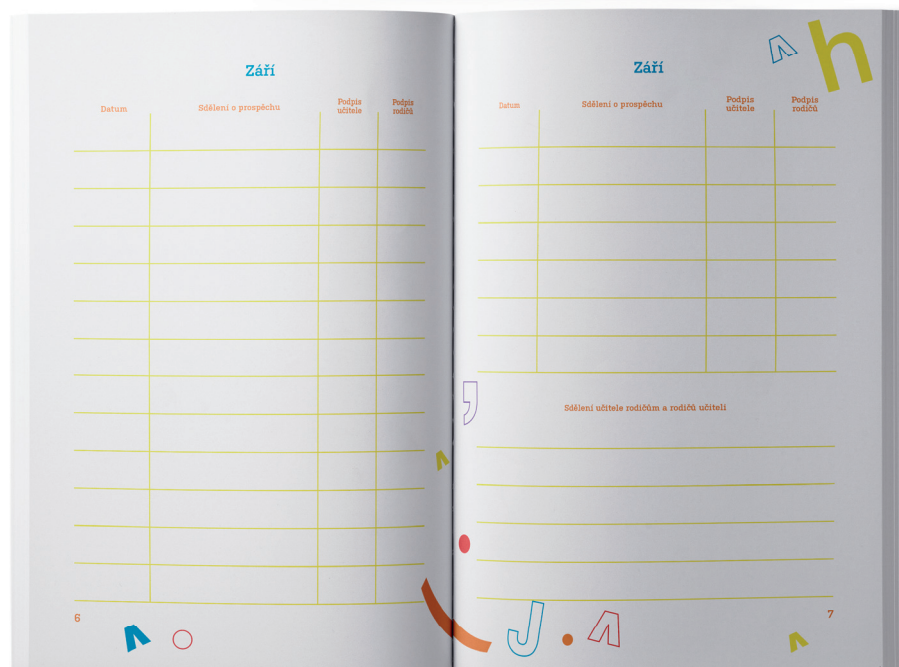 Září
Datum
Sdělení o prospěchu
Podpis
učitele
Podpis
rodičů
6
Září
h
Datum
Sdělení o prospěchu
Podpis
učitele
Podpis
rodičů
Sdělení učitele rodičům a rodičů učiteli
J
7